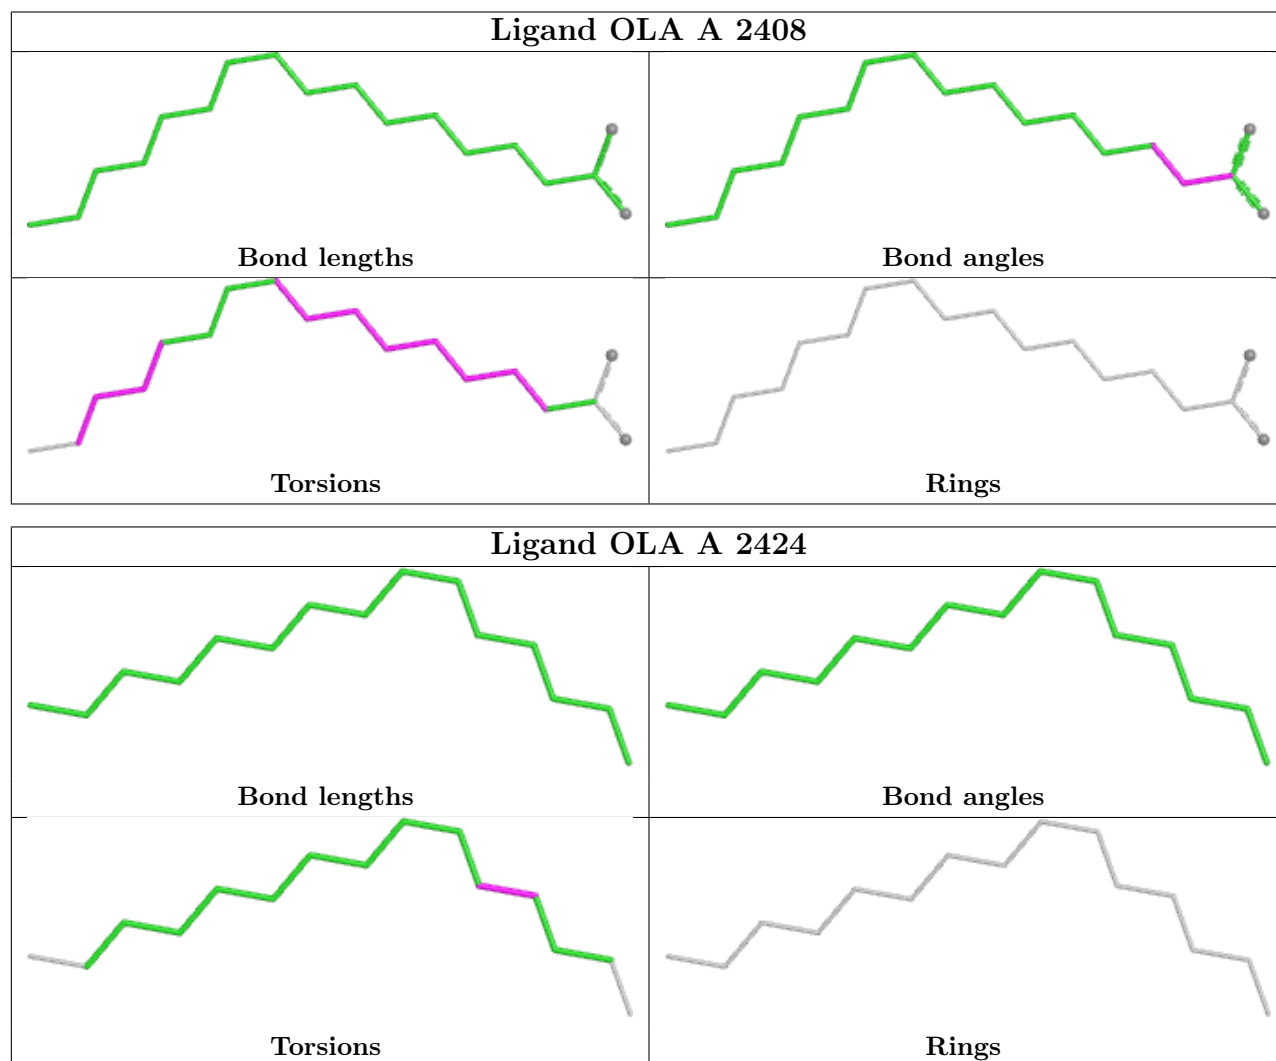 Ligand OLA A 2408
Bond lengths
Bond angles
Torsions
Rings
Ligand OLA A 2424
Bond lengths
Bond angles
Torsions
Rings